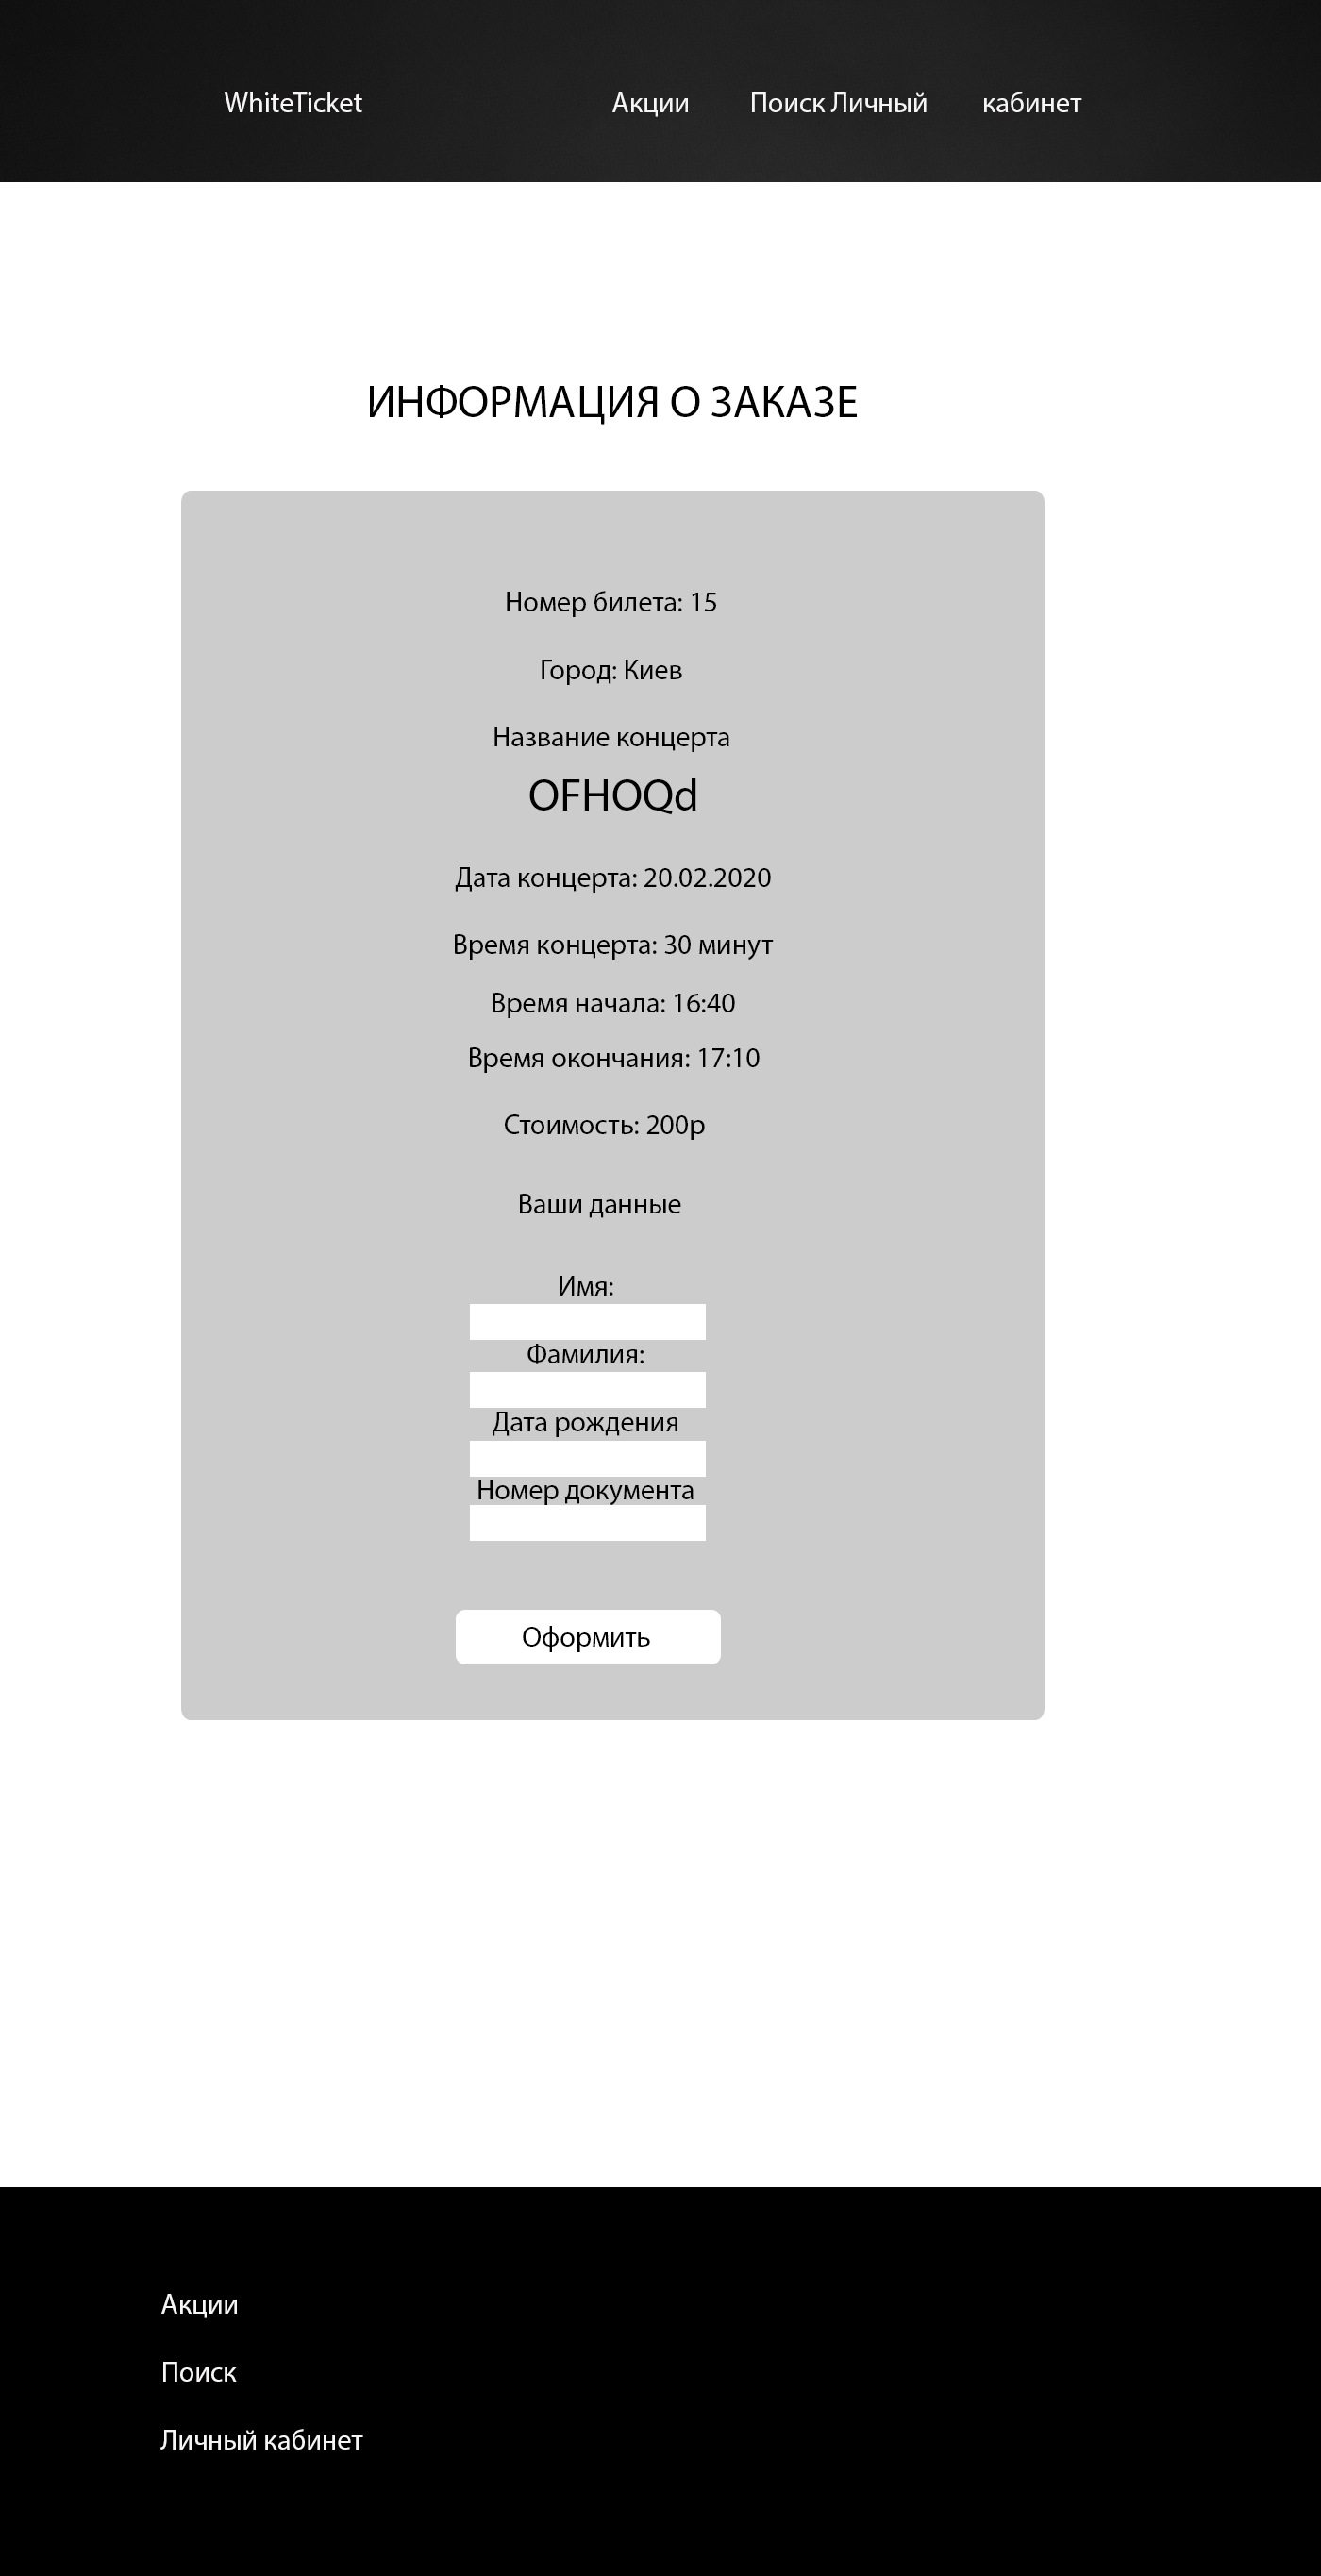 WhiteTicket Акции Поиск Личный кабинет
ИНФОРМАЦИЯ О ЗАКАЗЕ
Номер билета: 15
Город: Киев
Название концерта
OFHOQd
Дата концерта: 20.02.2020
Время концерта: 30 минут
Время начала: 16:40
Время окончания: 17:10
Стоимость: 200р
Ваши данные
Имя:
Фамилия:
Дата рождения
Номер документа
Оформить
Акции
Поиск
Личный кабинет